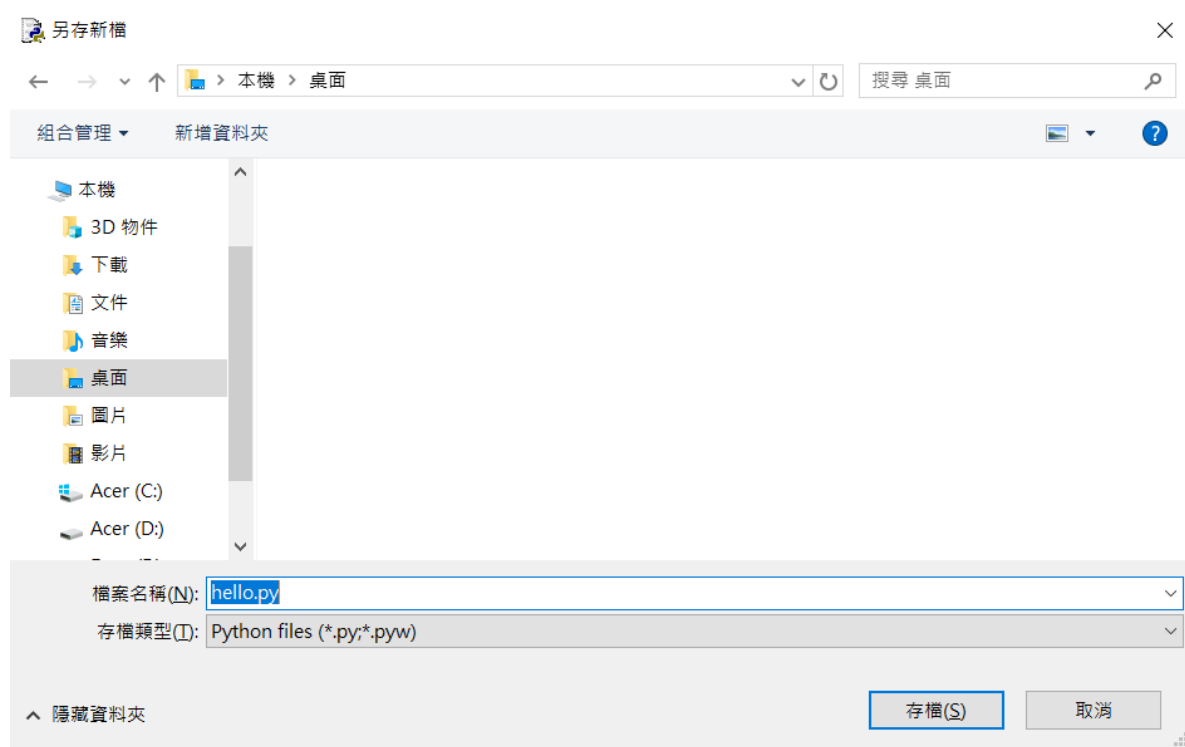 另存新檔
本機 桌面
搜尋 桌面
組合管理 新增資料夾
本機
3D 物件
下載
文件
音樂
桌面
圖片
影片
Acer (C:)
Acer (D:)
檔案名稱(N): hello.py
存檔類型(T): Python files (*.py;*.pyw)
隱藏資料夾 存檔(S) 取消